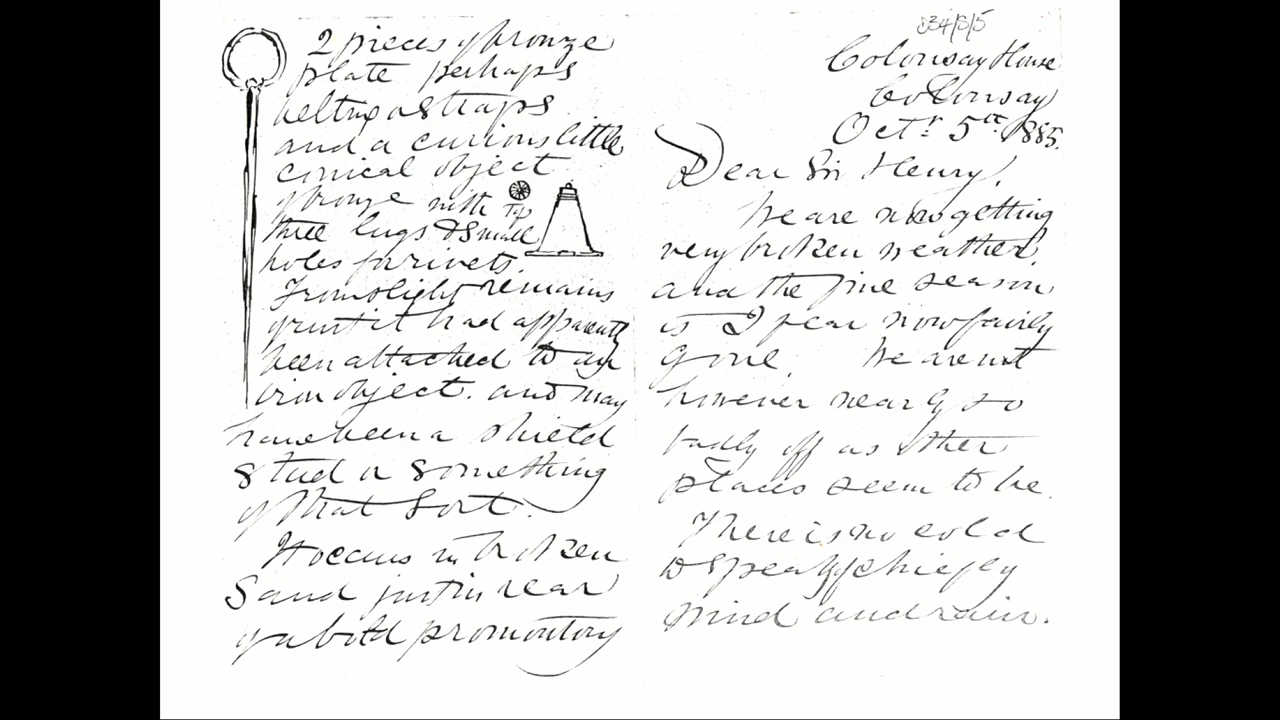 2 pieces of bronze
plate perhaps
belt or straps
and a curious little
conical object
of bronze with
Top
three lugs & small
holes for rivets.
From slight remains
of rust it had apparently
been attached to an
iron object. and may
have been a shield
stud or something
of that sort.
It occurs in broken
Sand just in rear
of a bold promontory
D34/8/5
Colonsay House
Colonsay
Octr. 5th 1885.
Dear Sir Henry,
We are now getting
very broken weather,
and the fine season
is I fear now fairly
gone. We are not
however nearly so
badly off as other
places seem to be.
There is no cold
to speak of chiefly
wind and rain.